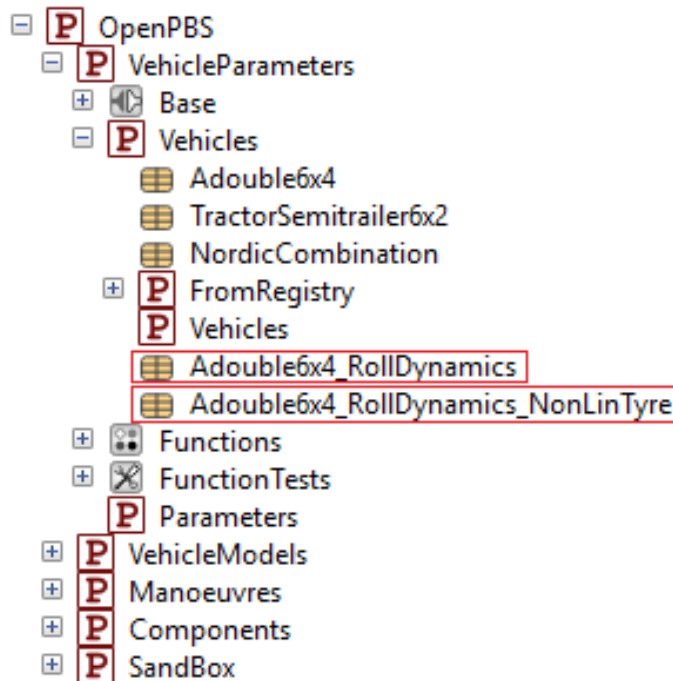 P OpenPBS
P VehicleParameters
Base
P Vehicles
Adouble6x4
TractorSemitrailer6x2
NordicCombination
P FromRegistry
P Vehicles
Adouble6x4_RollDynamics
Adouble6x4_RollDynamics_NonLinTyre
Functions
FunctionTests
P Parameters
P VehicleModels
P Manoeuvres
P Components
P SandBox